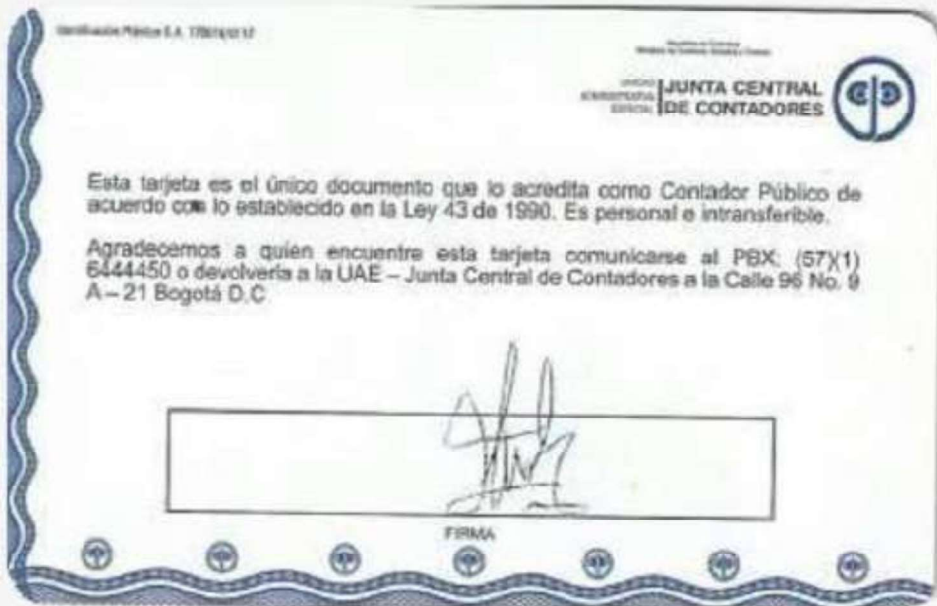 JUNTA CENTRAL
DE CONTADORES
Esta tarjeta es el único documento que lo acredita como Contador Público de
acuerdo con lo establecido en la Ley 43 de 1990. Es personal e intransferible.
Agradecemos a quien encuentre esta tarjeta comunicarse al PBX: (57)(1)
6444450 o devolverla a la UAE – Junta Central de Contadores a la Calle 96 No. 9
A – 21 Bogotá D.C
FIRMA